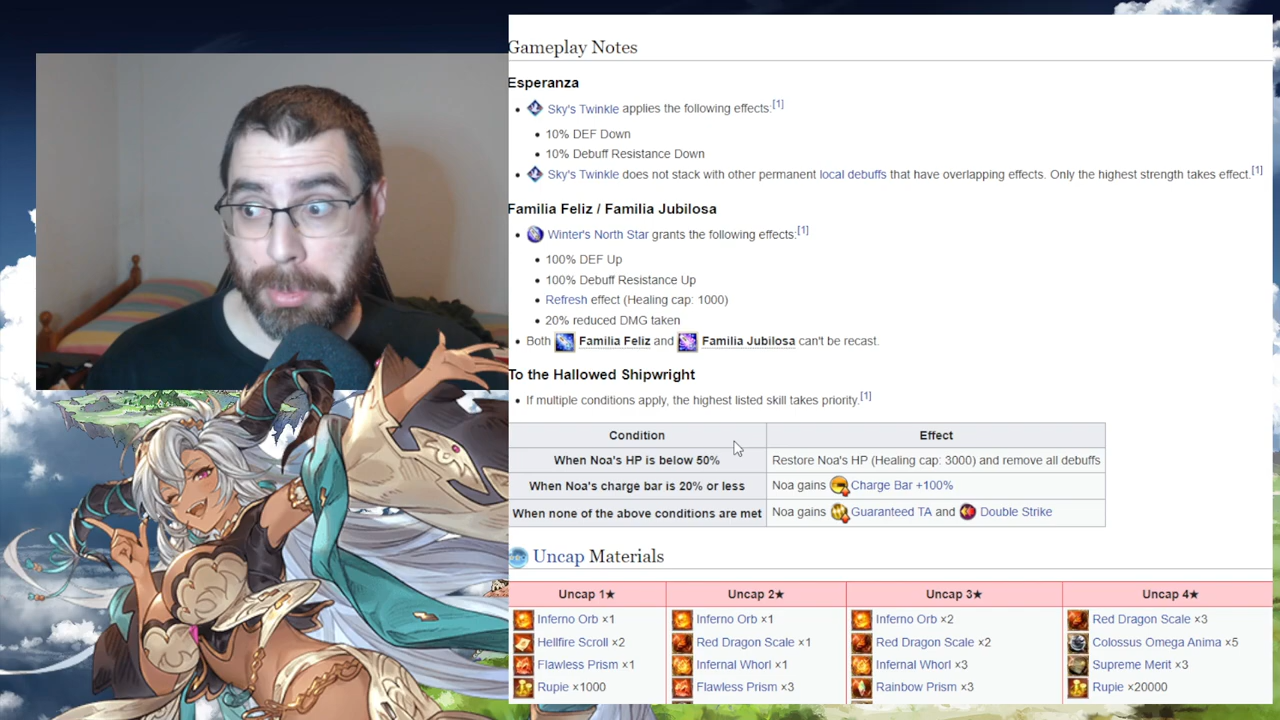 Gameplay Notes
Esperanza
Sky's Twinkle applies the following effects:[1]
10% DEF Down
10% Debuff Resistance Down
Sky's Twinkle does not stack with other permanent local debuffs that have overlapping effects. Only the highest strength takes effect.[1]
Familia Feliz / Familia Jubilosa
Winter's North Star grants the following effects:[1]
100% DEF Up
100% Debuff Resistance Up
Refresh effect (Healing cap: 1000)
20% reduced DMG taken
Both Familia Feliz and Familia Jubilosa can't be recast.
To the Hallowed Shipwright
If multiple conditions apply, the highest listed skill takes priority.[1]
Condition Effect
When Noa's HP is below 50% Restore Noa's HP (Healing cap: 3000) and remove all debuffs
When Noa's charge bar is 20% or less Noa gains Charge Bar +100%
When none of the above conditions are met Noa gains Guaranteed TA and Double Strike
Uncap Materials
Uncap 1★ Uncap 2★ Uncap 3★ Uncap 4★
Inferno Orb ×1 Inferno Orb ×1 Inferno Orb ×2 Red Dragon Scale ×3
Hellfire Scroll ×2 Red Dragon Scale ×1 Red Dragon Scale ×2 Colossus Omega Anima ×5
Flawless Prism ×1 Infernal Whorl ×1 Infernal Whorl ×3 Supreme Merit ×3
Rupie ×1000 Flawless Prism ×3 Rainbow Prism ×3 Rupie ×20000